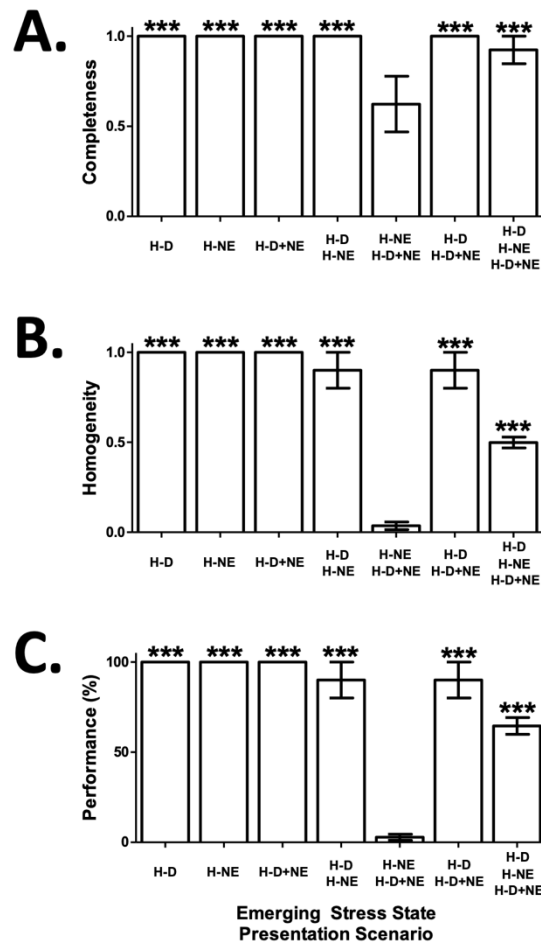 A.
*** *** *** *** *** ***
1.0
0.5
0.0
Completeness
H-D H-NE H-D+NE H-D H-NE H-D H-D
H-NE H-D+NE H-D+NE H-NE
H-D+NE
B.
*** *** *** *** *** ***
1.0
0.5
0.0
Homogeneity
H-D H-NE H-D+NE H-D H-NE H-D H-D
H-NE H-D+NE H-D+NE H-NE
H-D+NE
C.
*** *** *** *** *** ***
100
50
0
Performance (%)
H-D H-NE H-D+NE H-D H-NE H-D H-D
H-NE H-D+NE H-D+NE H-NE
H-D+NE
Emerging Stress State
Presentation Scenario